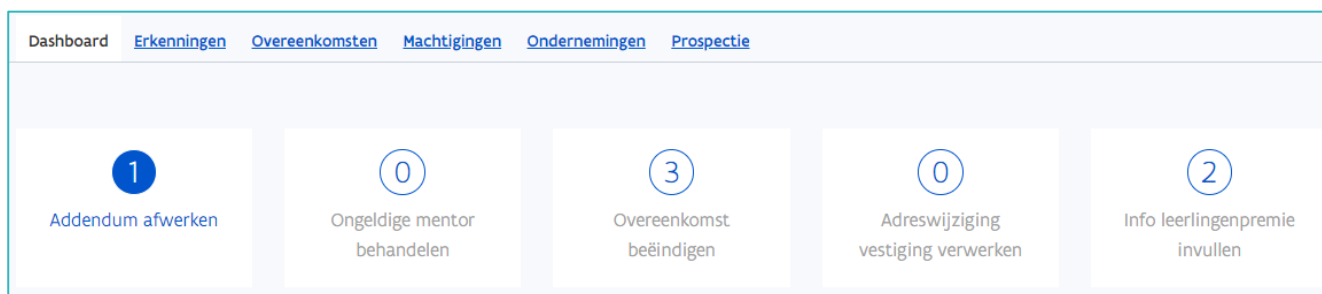 Dashboard Erkenningen Overeenkomsten Machtigingen Ondernemingen Prospectie
1 0 3 0 2
Addendum afwerken Ongeldige mentor Overeenkomst Adreswijziging Info leerlingenpremie
behandelen beëindigen vestiging verwerken invullen